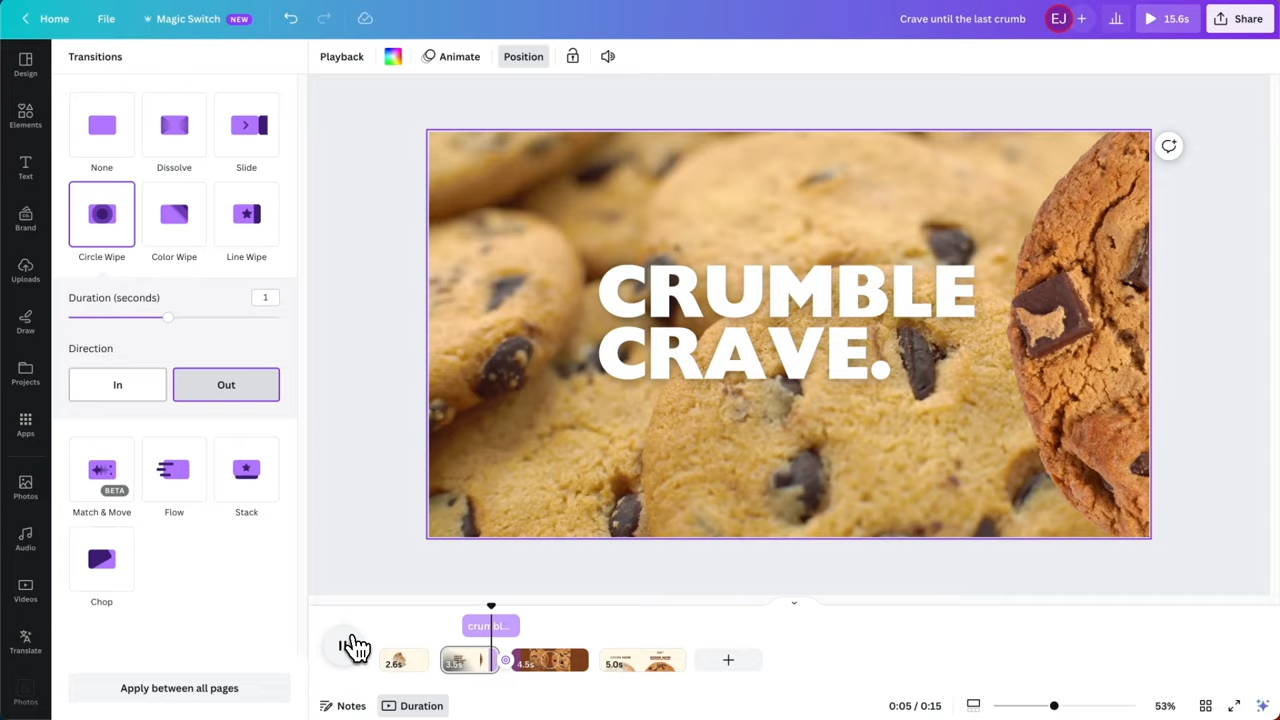 Home
File
Magic Switch NEW
Crave until the last crumb
EJ
15.6s
Share
Design
Elements
Text
Brand
Uploads
Draw
Projects
Apps
Photos
Audio
Videos
Translate
Photos
Transitions
None
Dissolve
Slide
Circle Wipe
Color Wipe
Line Wipe
Duration (seconds)
1
Direction
In
Out
BETA
Match & Move
Flow
Stack
Chop
Apply between all pages
Playback
Animate
Position
CRUMBLE
CRAVE.
2.6s
3.5s
4.5s
5.0s
Notes
Duration
0:05 / 0:15
53%